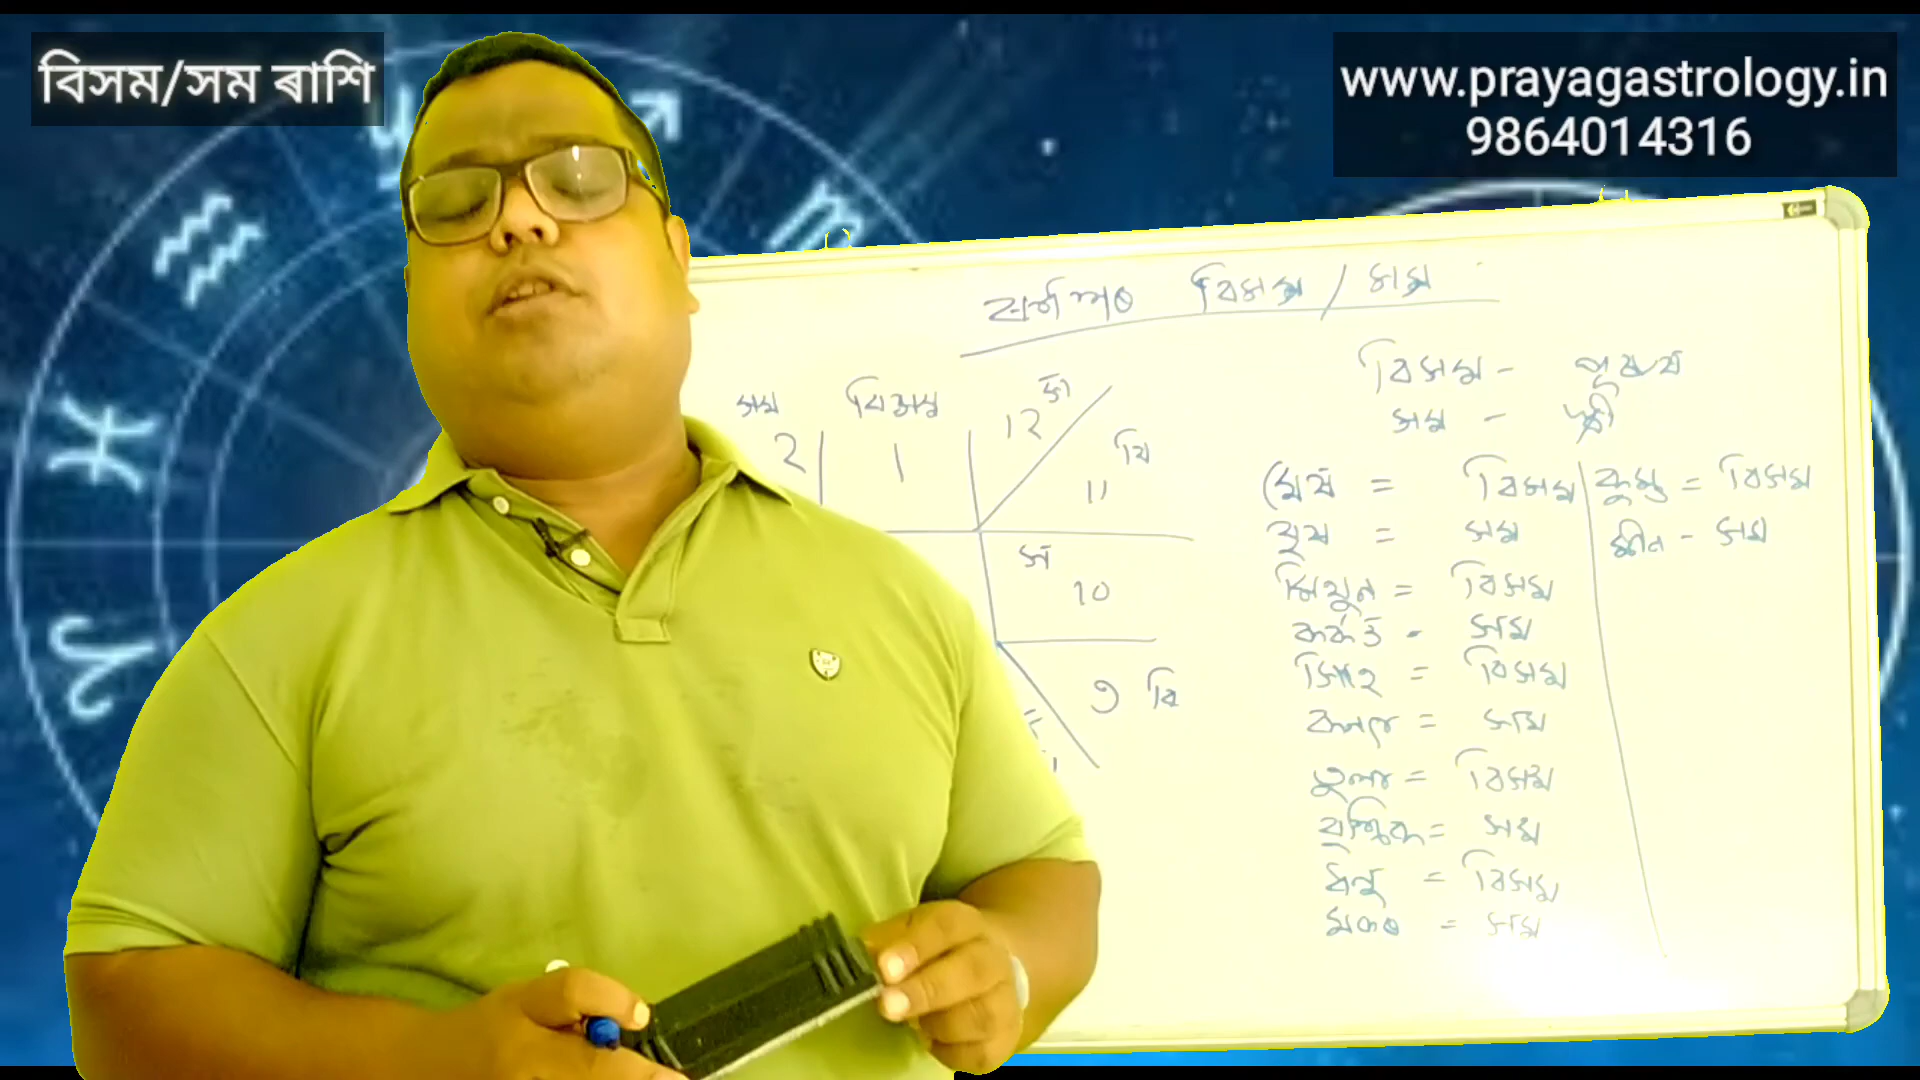 বিসম/সম ৰাশি
www.prayagastrology.in
9864014316
বিসম / সম
বিসম - পুৰুষ
সম - স্ত্ৰী
সম বিসম 12 স
2 1 11 বি
স 10
9 বি
মেষ = বিসম
বৃষ = সম
মিথুন = বিসম
কৰ্কট - সম
সিংহ = বিসম
কন্যা = সম
তুলা = বিসম
বৃশ্চিক = সম
ধনু = বিসম
মকৰ = সম
কুম্ভ = বিসম
মীন - সম